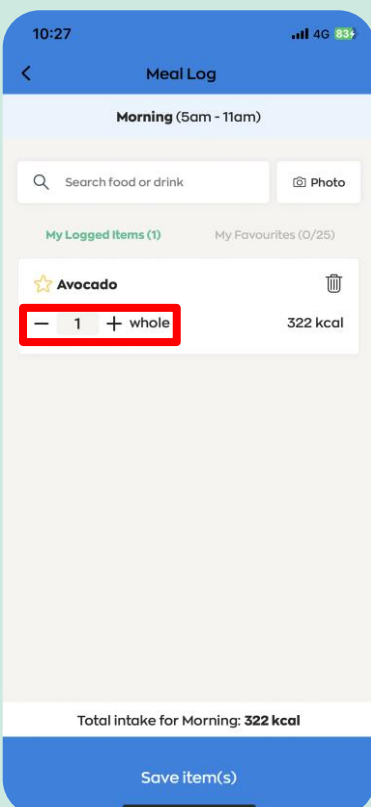 10:27 4G 83
Meal Log
Morning (5am - 11am)
Search food or drink Photo
My Logged Items (1) My Favourites (0/25)
Avocado
− 1 + whole 322 kcal
Total intake for Morning: 322 kcal
Save item(s)